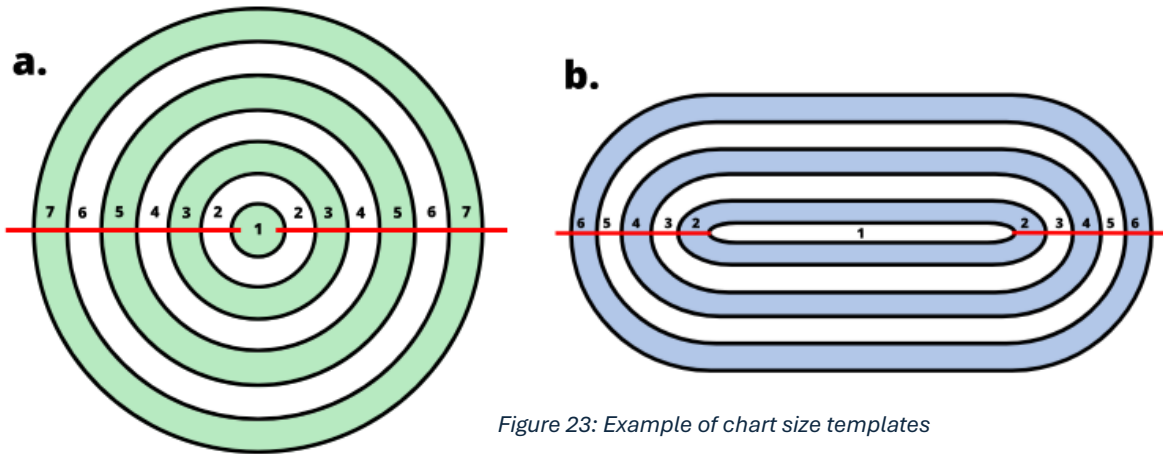 a.
7 6 5 4 3 2 1 2 3 4 5 6 7
b.
6 5 4 3 2 1 2 3 4 5 6
Figure 23: Example of chart size templates